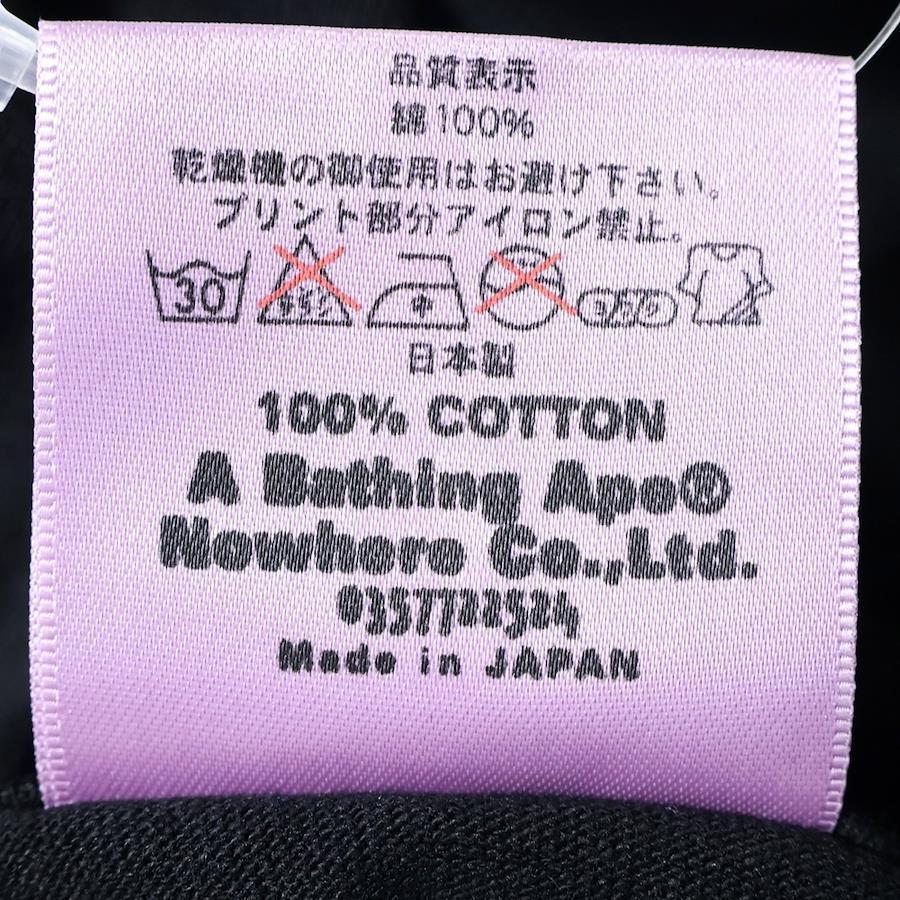 品質表示
綿100%
乾燥機の御使用はお避け下さい。
プリント部分アイロン禁止。
30 中
日本製
100% COTTON
A Bathing Ape®
Nowhere Co.,Ltd.
0357722524
Made in JAPAN